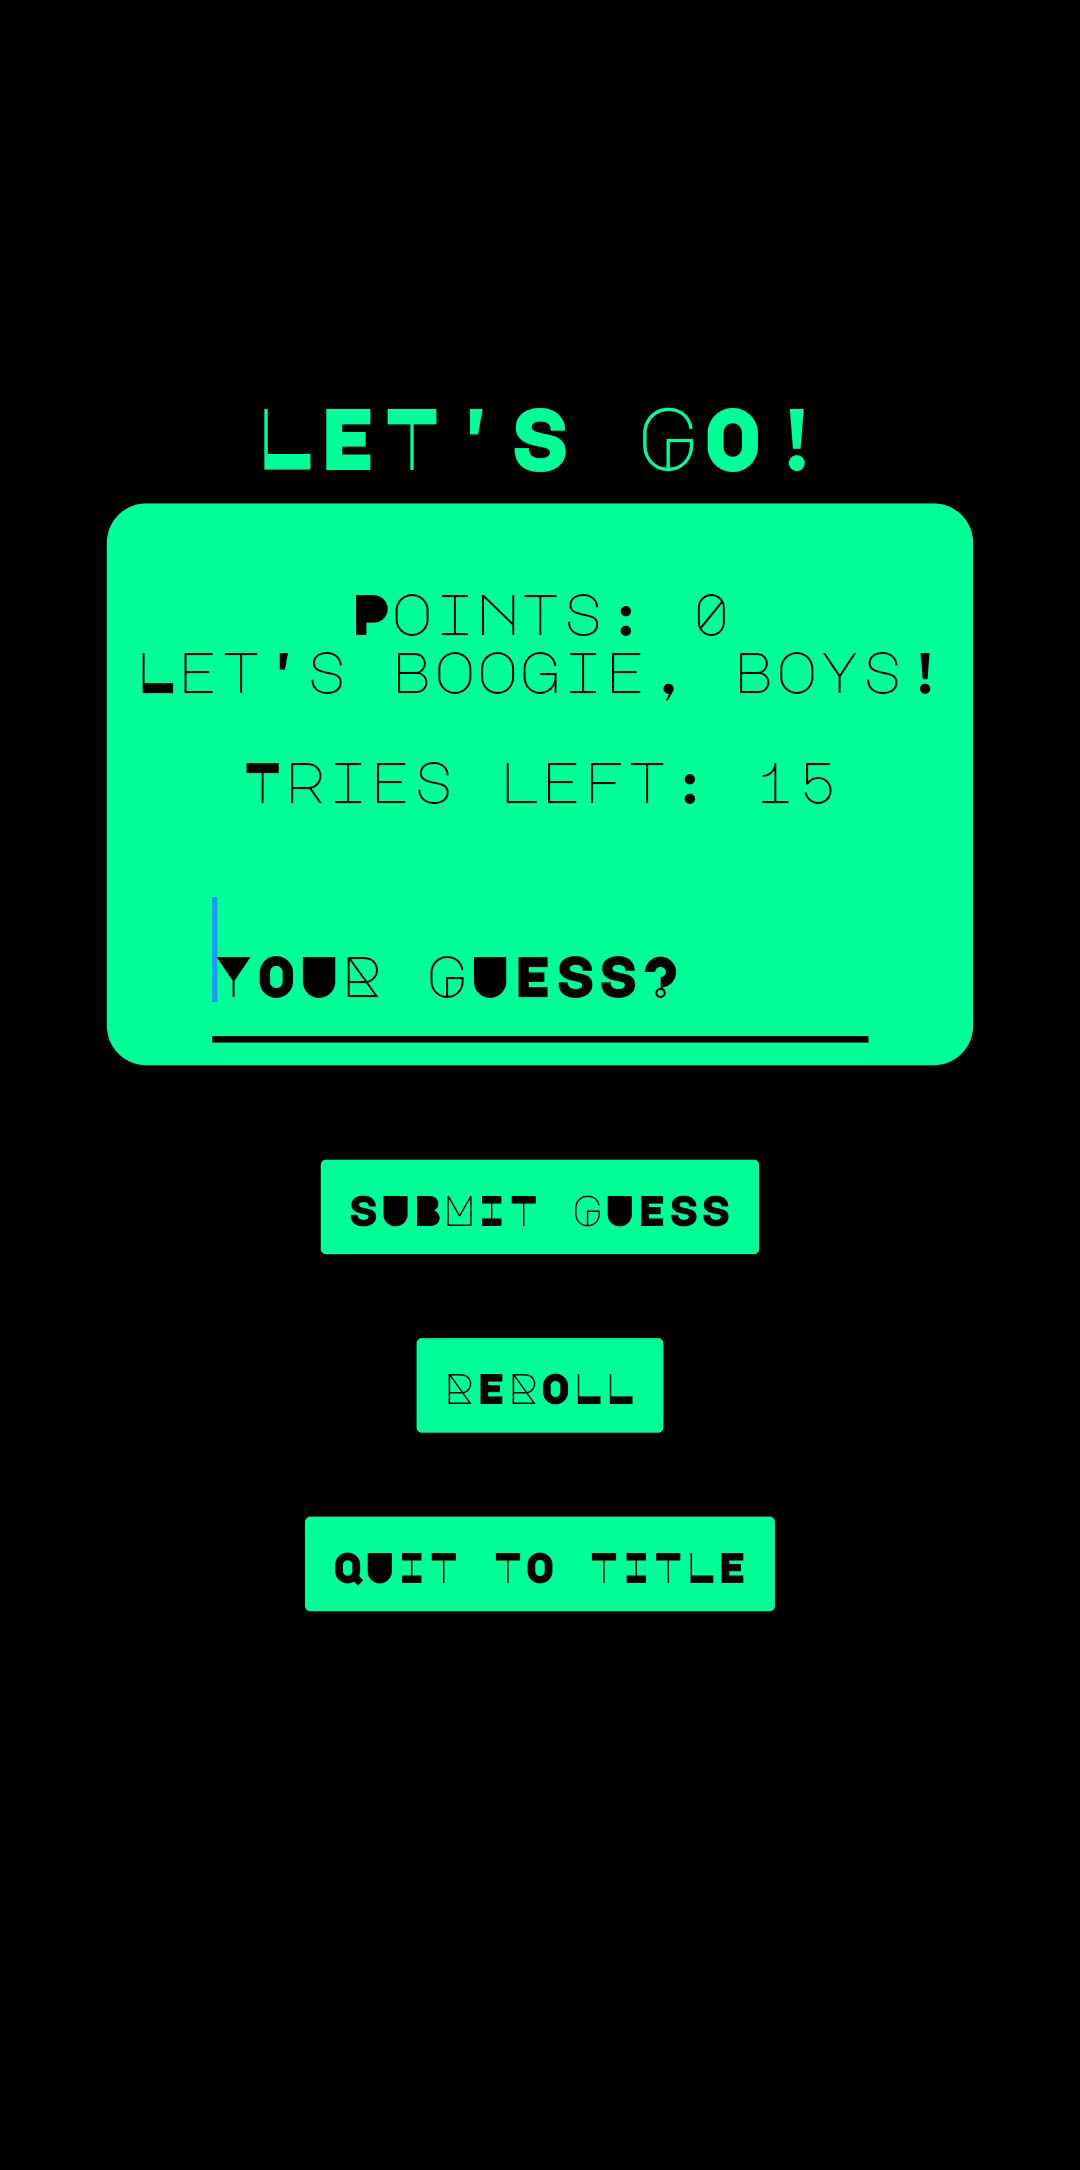 LET'S GO!
POINTS: 0
LET'S BOOGIE, BOYS!
TRIES LEFT: 15
YOUR GUESS?
SUBMIT GUESS
REROLL
QUIT TO TITLE